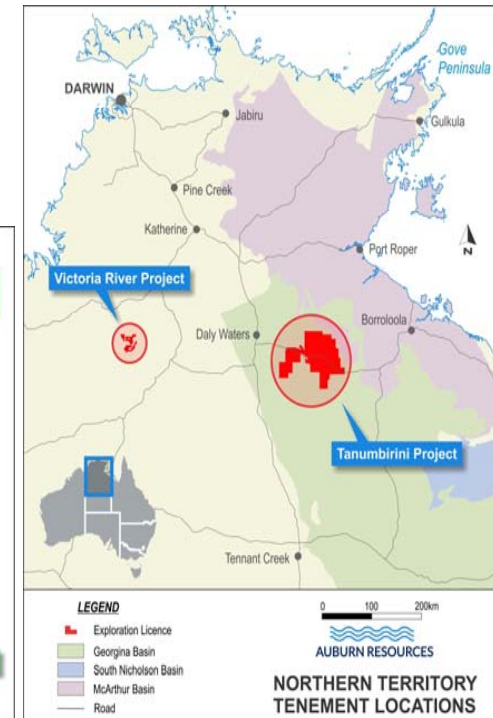 Gove
Peninsula
DARWIN
Jabiru
Gulkula
Pine Creek
Katherine
Port Roper
N
Victoria River Project
Daly Waters
Borroloola
Tanumbirini Project
Tennant Creek
LEGEND
Exploration Licence
Georgina Basin
South Nicholson Basin
McArthur Basin
Road
0 100 200km
AUBURN RESOURCES
NORTHERN TERRITORY
TENEMENT LOCATIONS